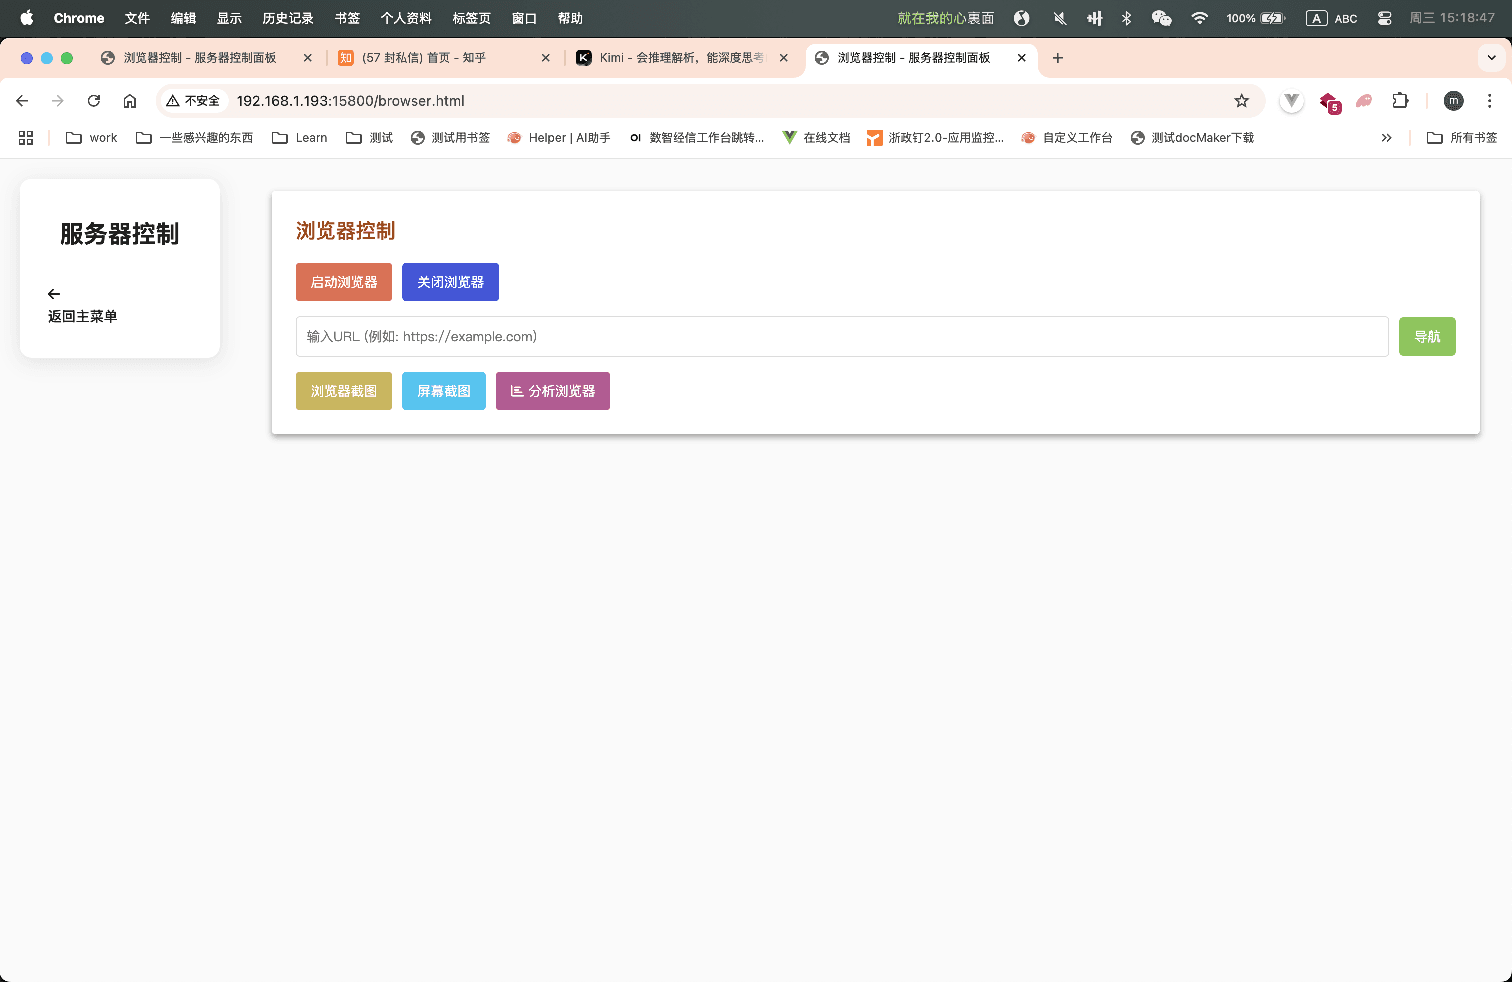 Chrome 文件 编辑 显示 历史记录 书签 个人资料 标签页 窗口 帮助 就在我的心裏面 100% A ABC 周三 15:18:47
浏览器控制 - 服务器控制面板 知 (57 封私信) 首页 - 知乎 K Kimi - 会推理解析，能深度思考 浏览器控制 - 服务器控制面板
不安全 192.168.1.193:15800/browser.html 5 m
work 一些感兴趣的东西 Learn 测试 测试用书签 Helper | AI助手 OI 数智经信工作台跳转... 在线文档 浙政钉2.0-应用监控... 自定义工作台 测试docMaker下载 所有书签
服务器控制
返回主菜单
浏览器控制
启动浏览器 关闭浏览器
输入URL (例如: https://example.com) 导航
浏览器截图 屏幕截图 分析浏览器